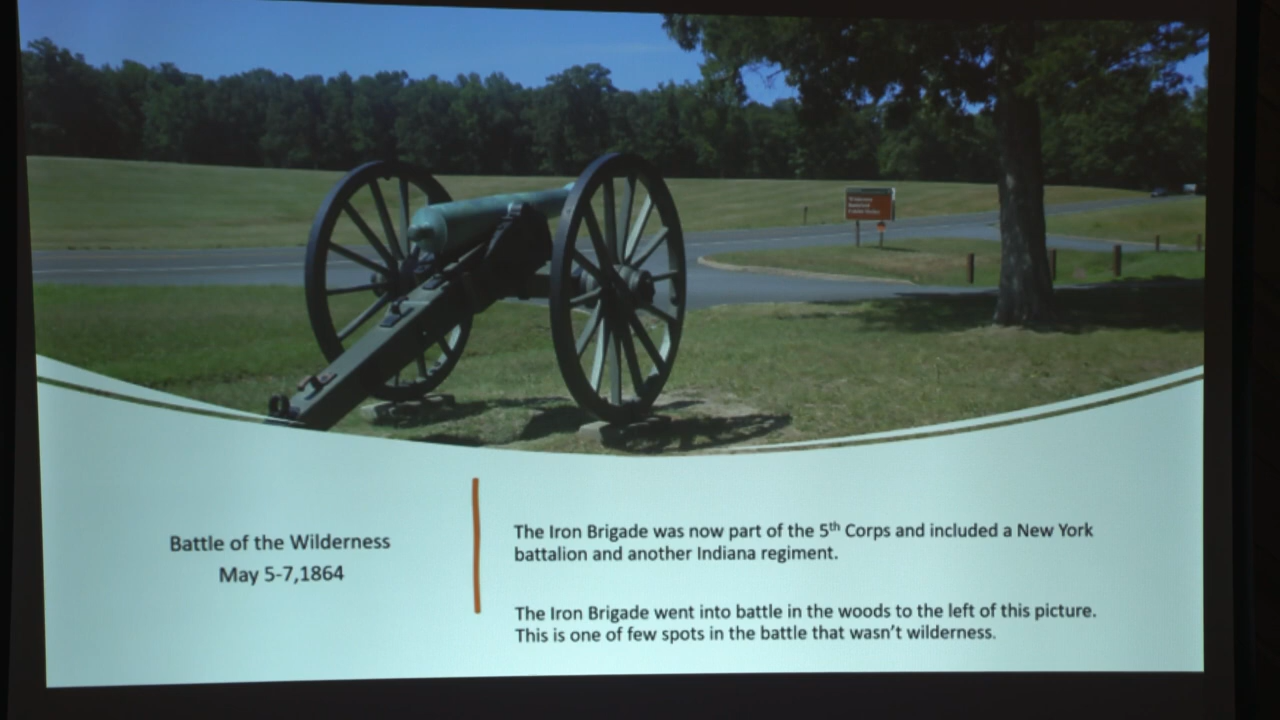 Battle of the Wilderness
May 5-7,1864
The Iron Brigade was now part of the 5th Corps and included a New York
battalion and another Indiana regiment.
The Iron Brigade went into battle in the woods to the left of this picture.
This is one of few spots in the battle that wasn't wilderness.